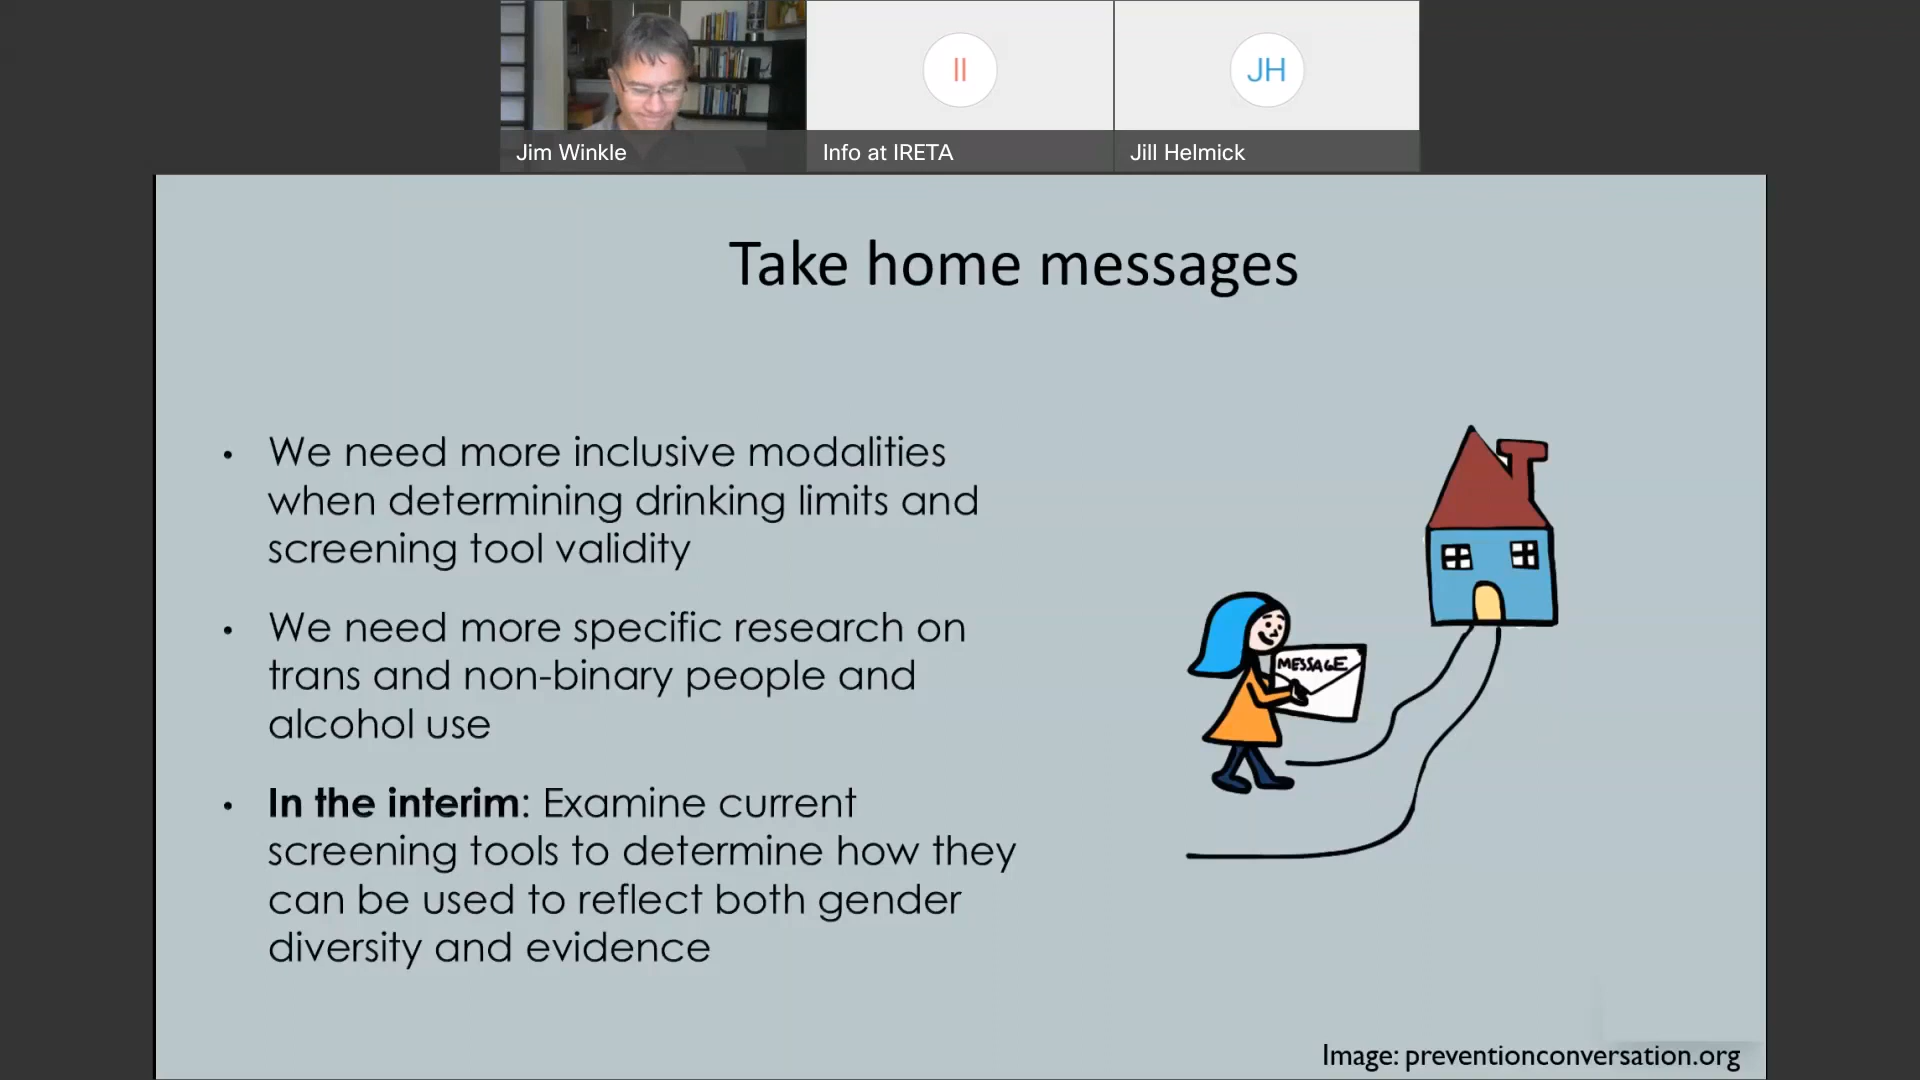 II
JH
Jim Winkle
Info at IRETA
Jill Helmick
Take home messages
• We need more inclusive modalities
when determining drinking limits and
screening tool validity
• We need more specific research on
trans and non-binary people and
alcohol use
• In the interim: Examine current
screening tools to determine how they
can be used to reflect both gender
diversity and evidence
MESSAGE
Image: preventionconversation.org